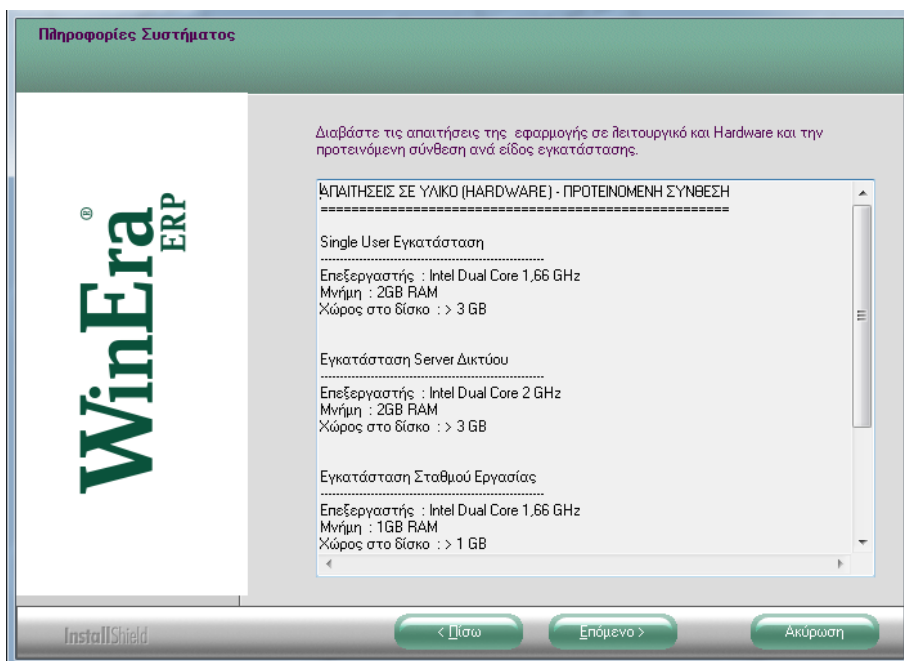 Πληροφορίες Συστήματος
Διαβάστε τις απαιτήσεις της εφαρμογής σε λειτουργικό και Hardware και την
προτεινόμενη σύνθεση ανά είδος εγκατάστασης.
WinEra®
ERP
ΑΠΑΙΤΗΣΕΙΣ ΣΕ ΥΛΙΚΟ (HARDWARE) - ΠΡΟΤΕΙΝΟΜΕΝΗ ΣΥΝΘΕΣΗ
====================================================
Single User Εγκατάσταση
--------------------------------------------------------
Επεξεργαστής : Intel Dual Core 1,66 GHz
Μνήμη : 2GB RAM
Χώρος στο δίσκο : > 3 GB
Εγκατάσταση Server Δικτύου
--------------------------------------------------------
Επεξεργαστής : Intel Dual Core 2 GHz
Μνήμη : 2GB RAM
Χώρος στο δίσκο : > 3 GB
Εγκατάσταση Σταθμού Εργασίας
--------------------------------------------------------
Επεξεργαστής : Intel Dual Core 1,66 GHz
Μνήμη : 1GB RAM
Χώρος στο δίσκο : > 1 GB
InstallShield
< Πίσω
Επόμενο >
Ακύρωση